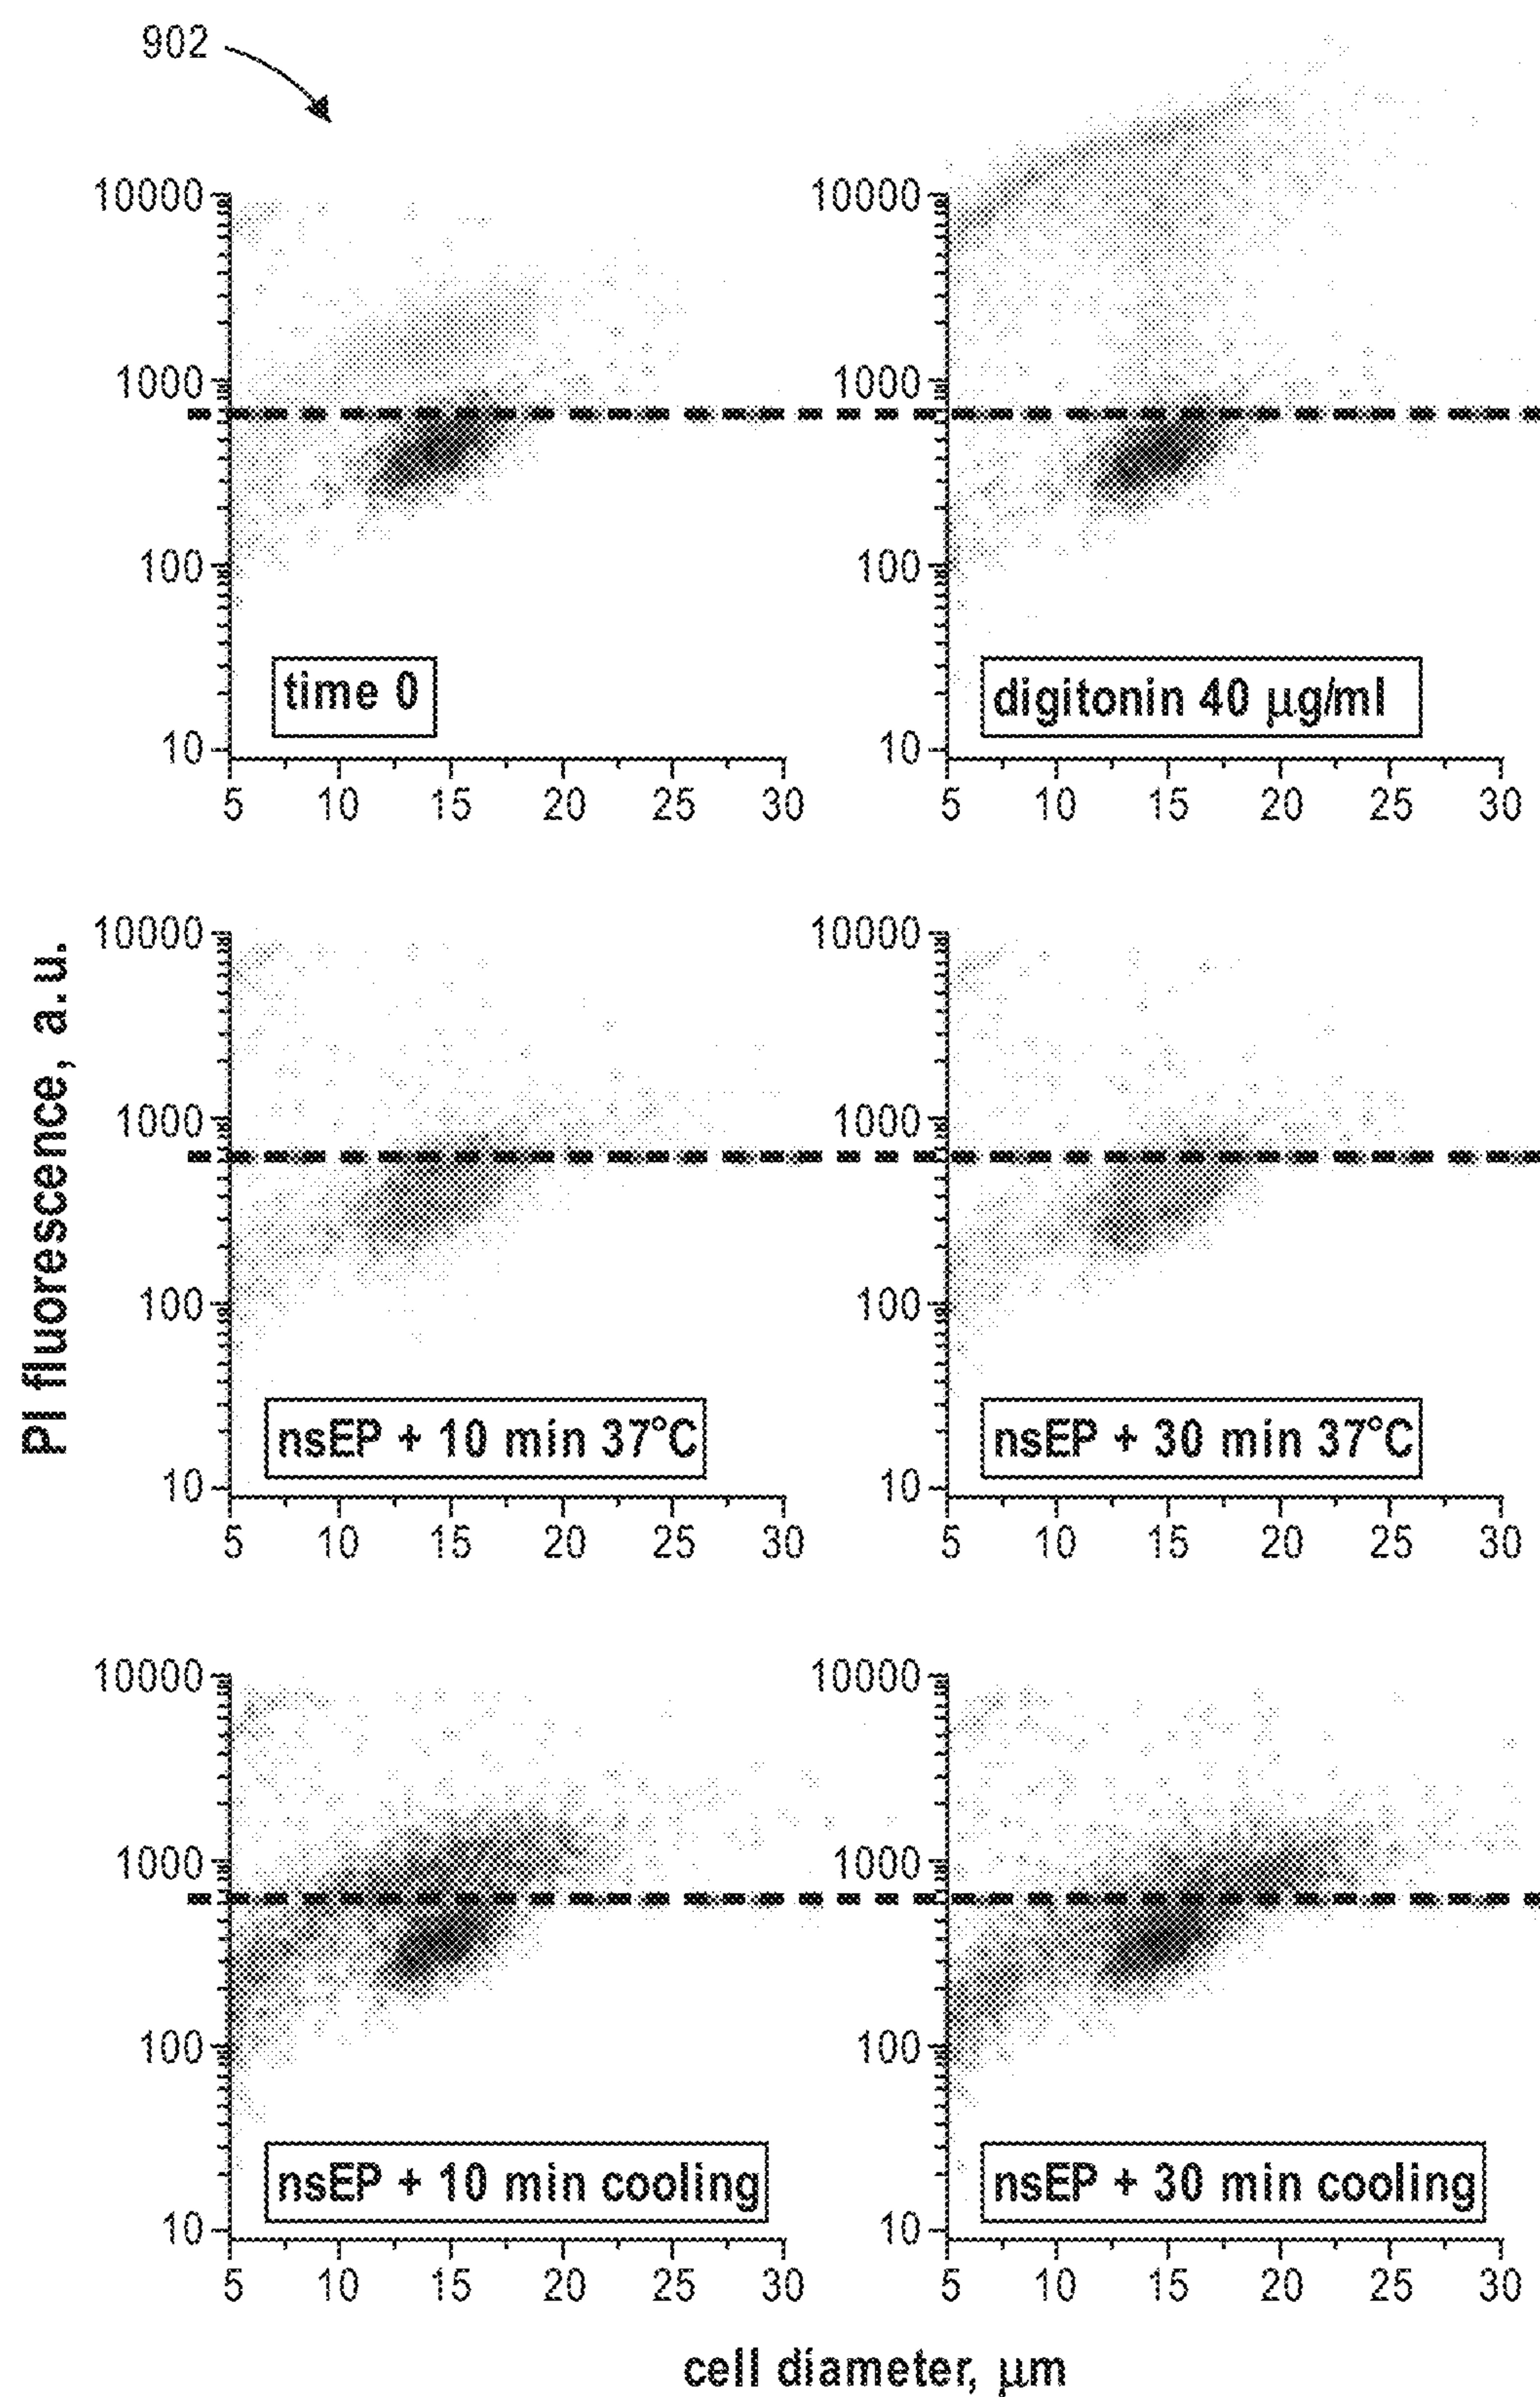 902
10000
1000
100
10
time 0
5 10 15 20 25 30
10000
1000
100
10
digitonin 40 μg/ml
5 10 15 20 25 30
PI fluorescence, a.u.
10000
1000
100
10
nsEP + 10 min 37°C
5 10 15 20 25 30
10000
1000
100
10
nsEP + 30 min 37°C
5 10 15 20 25 30
10000
1000
100
10
nsEP + 10 min cooling
5 10 15 20 25 30
10000
1000
100
10
nsEP + 30 min cooling
5 10 15 20 25 30
cell diameter, μm